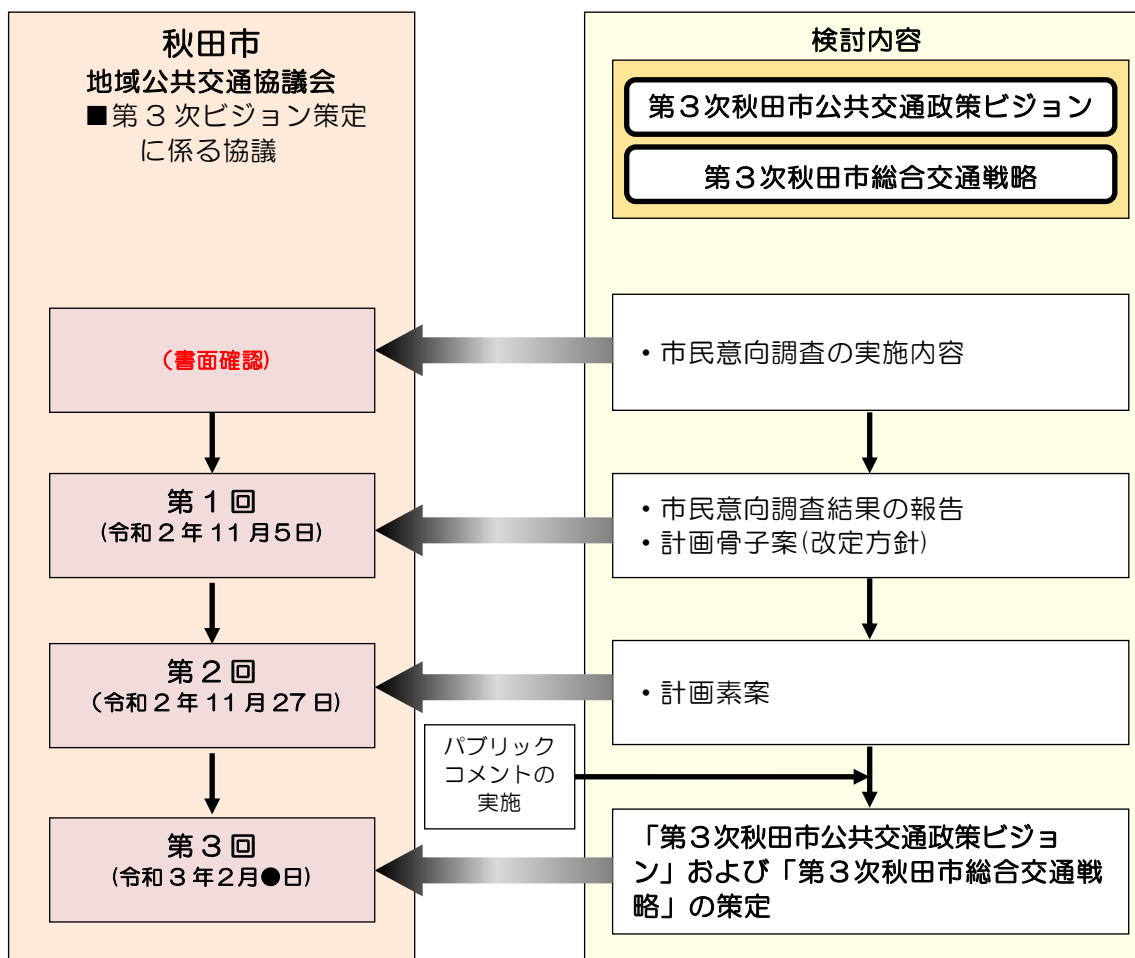 秋田市
地域公共交通協議会
■第３次ビジョン策定
に係る協議
(書面確認)
第１回
(令和２年11月5日)
第２回
(令和２年11月27日)
第３回
(令和３年2月●日)
検討内容
第３次秋田市公共交通政策ビジョン
第３次秋田市総合交通戦略
・市民意向調査の実施内容
・市民意向調査結果の報告
・計画骨子案(改定方針)
・計画素案
パブリック
コメントの
実施
「第３次秋田市公共交通政策ビジョ
ン」および「第３次秋田市総合交通戦
略」の策定